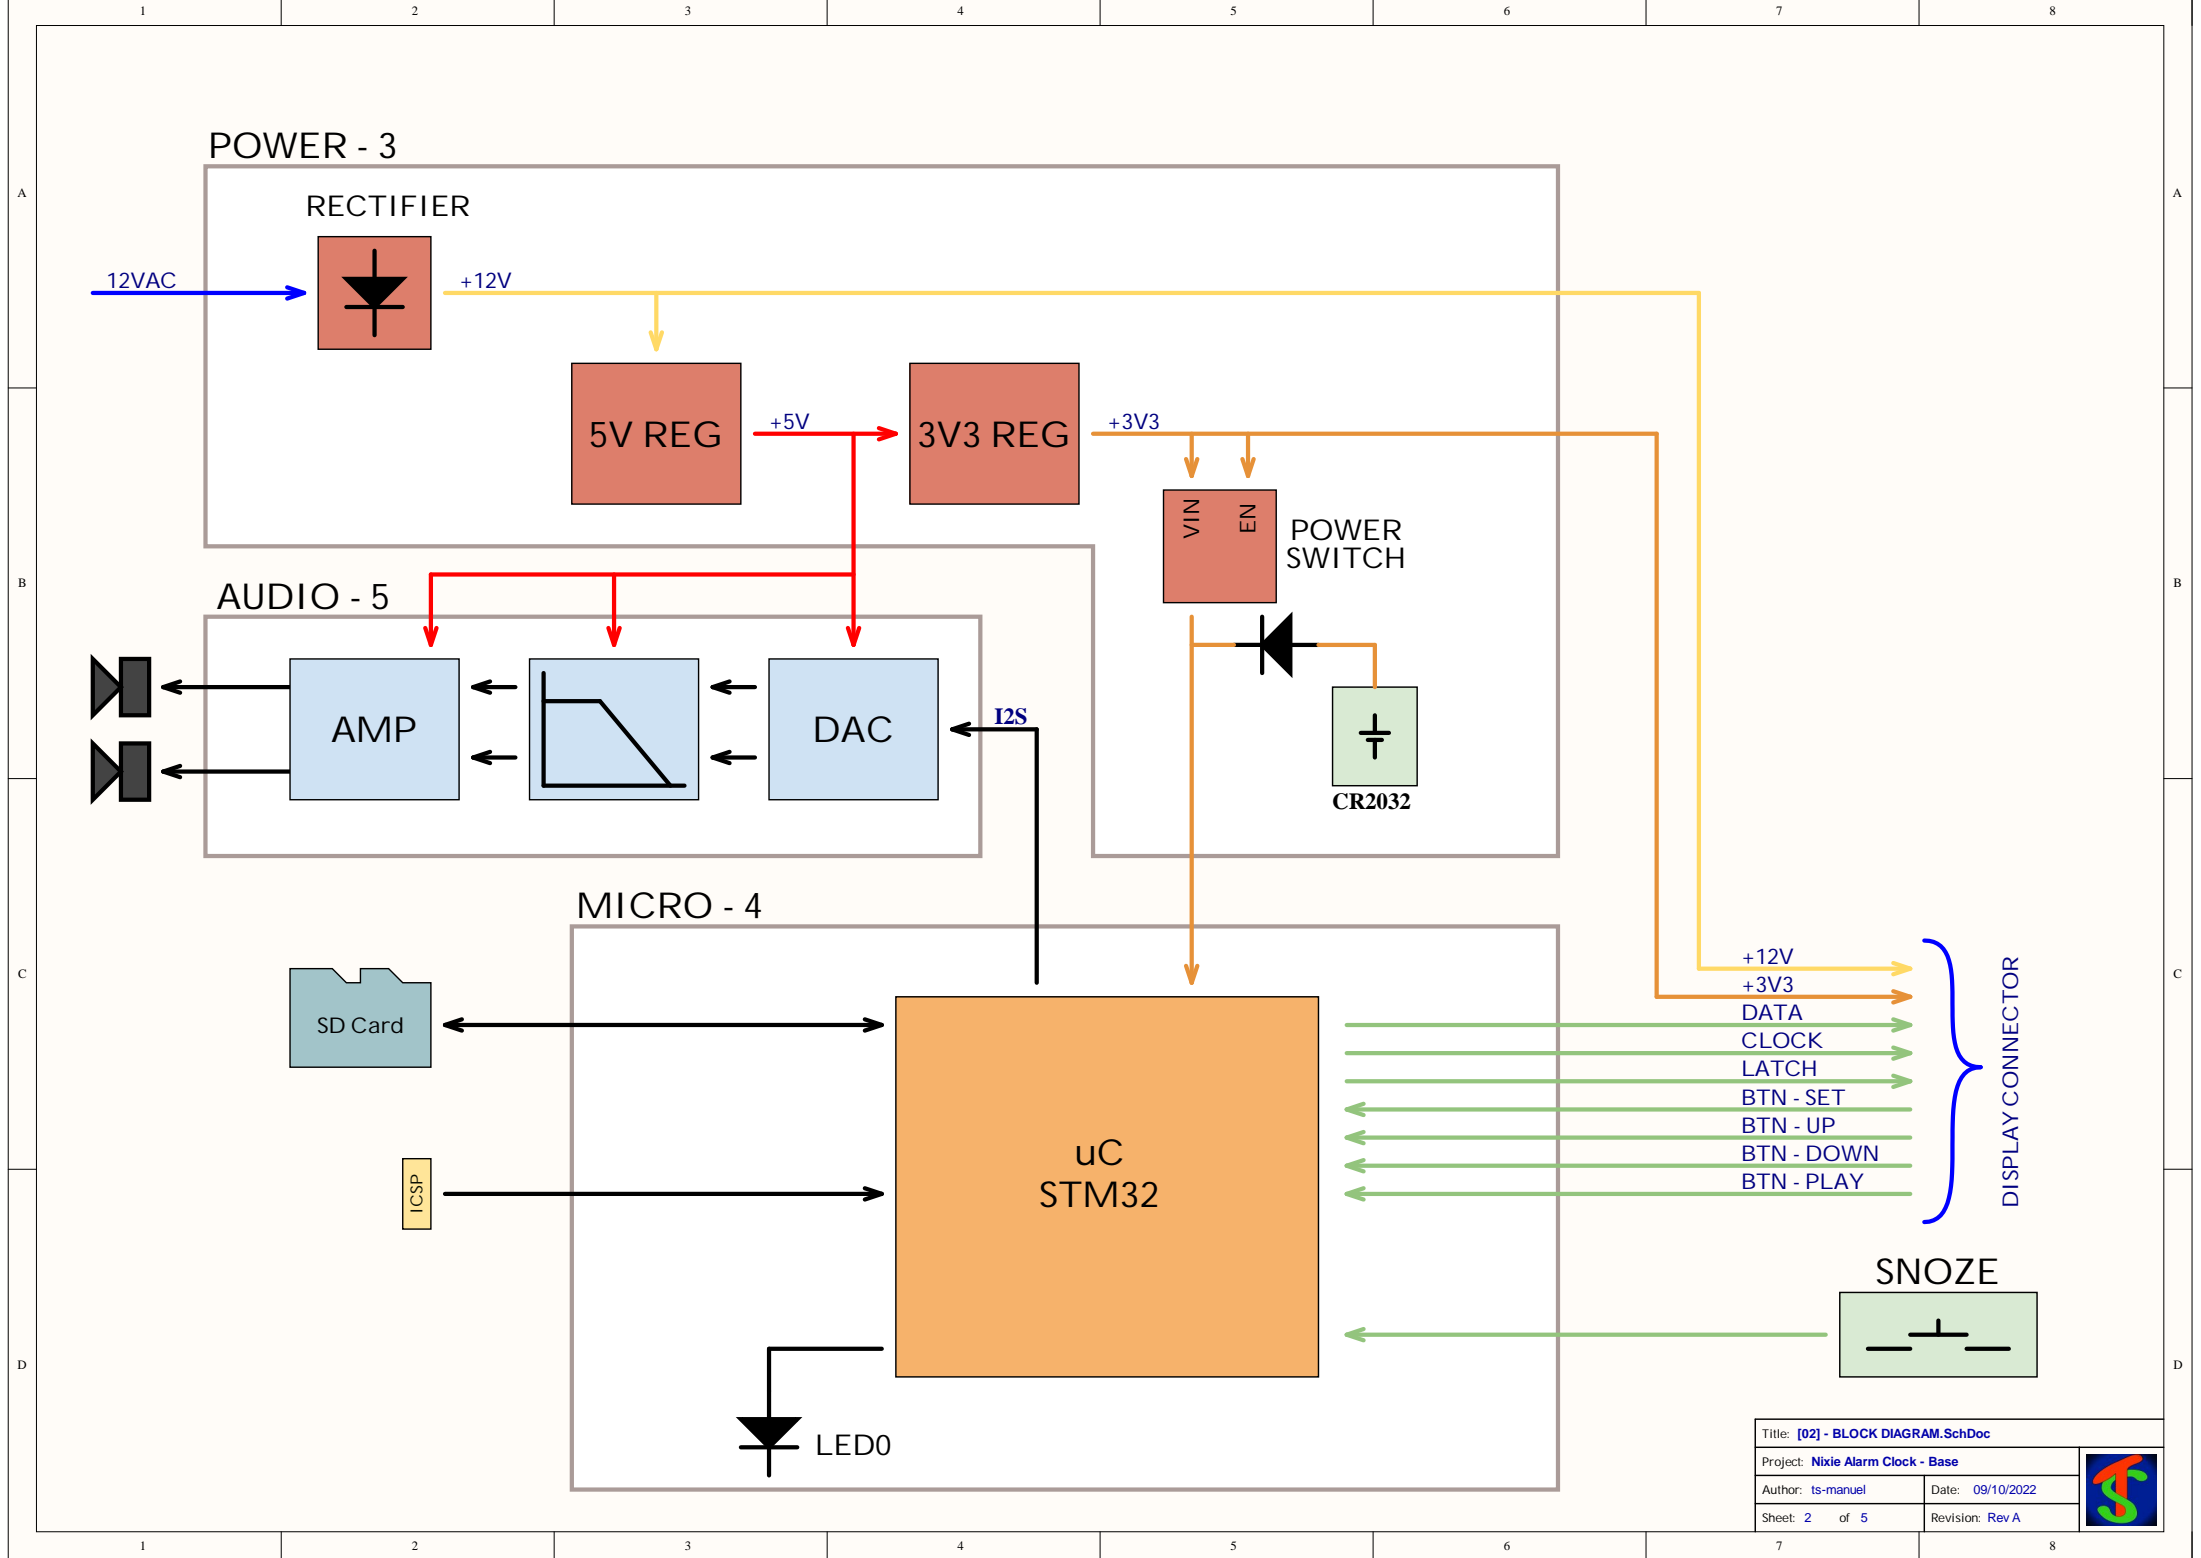 1 2 3 4 5 6 7 8
A A
POWER - 3
RECTIFIER
12VAC
+12V
5V REG
+5V
3V3 REG
+3V3
VIN
EN
POWER
SWITCH
B B
AUDIO - 5
AMP
DAC
I2S
CR2032
MICRO - 4
C C
SD Card
ICSP
uC
STM32
LED0
+12V
+3V3
DATA
CLOCK
LATCH
BTN - SET
BTN - UP
BTN - DOWN
BTN - PLAY
DISPLAY CONNECTOR
SNOZE
D D
Title: [02] - BLOCK DIAGRAM.SchDoc
Project: Nixie Alarm Clock - Base
Author: ts-manuel Date: 09/10/2022
Sheet: 2 of 5 Revision: Rev A
TS
1 2 3 4 5 6 7 8